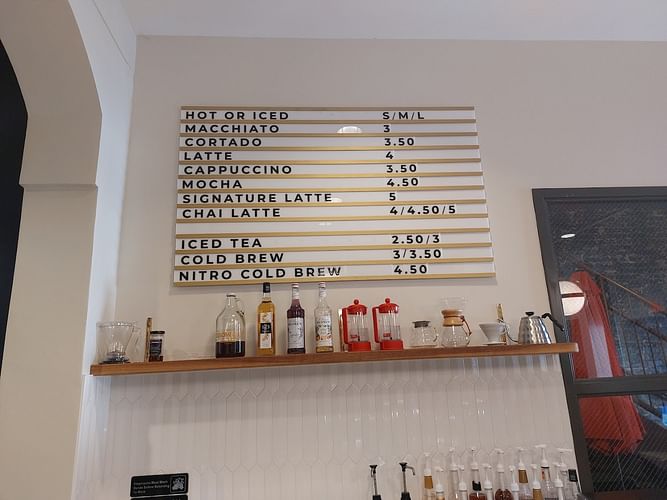 HOT OR ICED S/M/L
MACCHIATO 3
CORTADO 3.50
LATTE 4
CAPPUCCINO 3.50
MOCHA 4.50
SIGNATURE LATTE 5
CHAI LATTE 4/4.50/5
ICED TEA 2.50/3
COLD BREW 3/3.50
NITRO COLD BREW 4.50